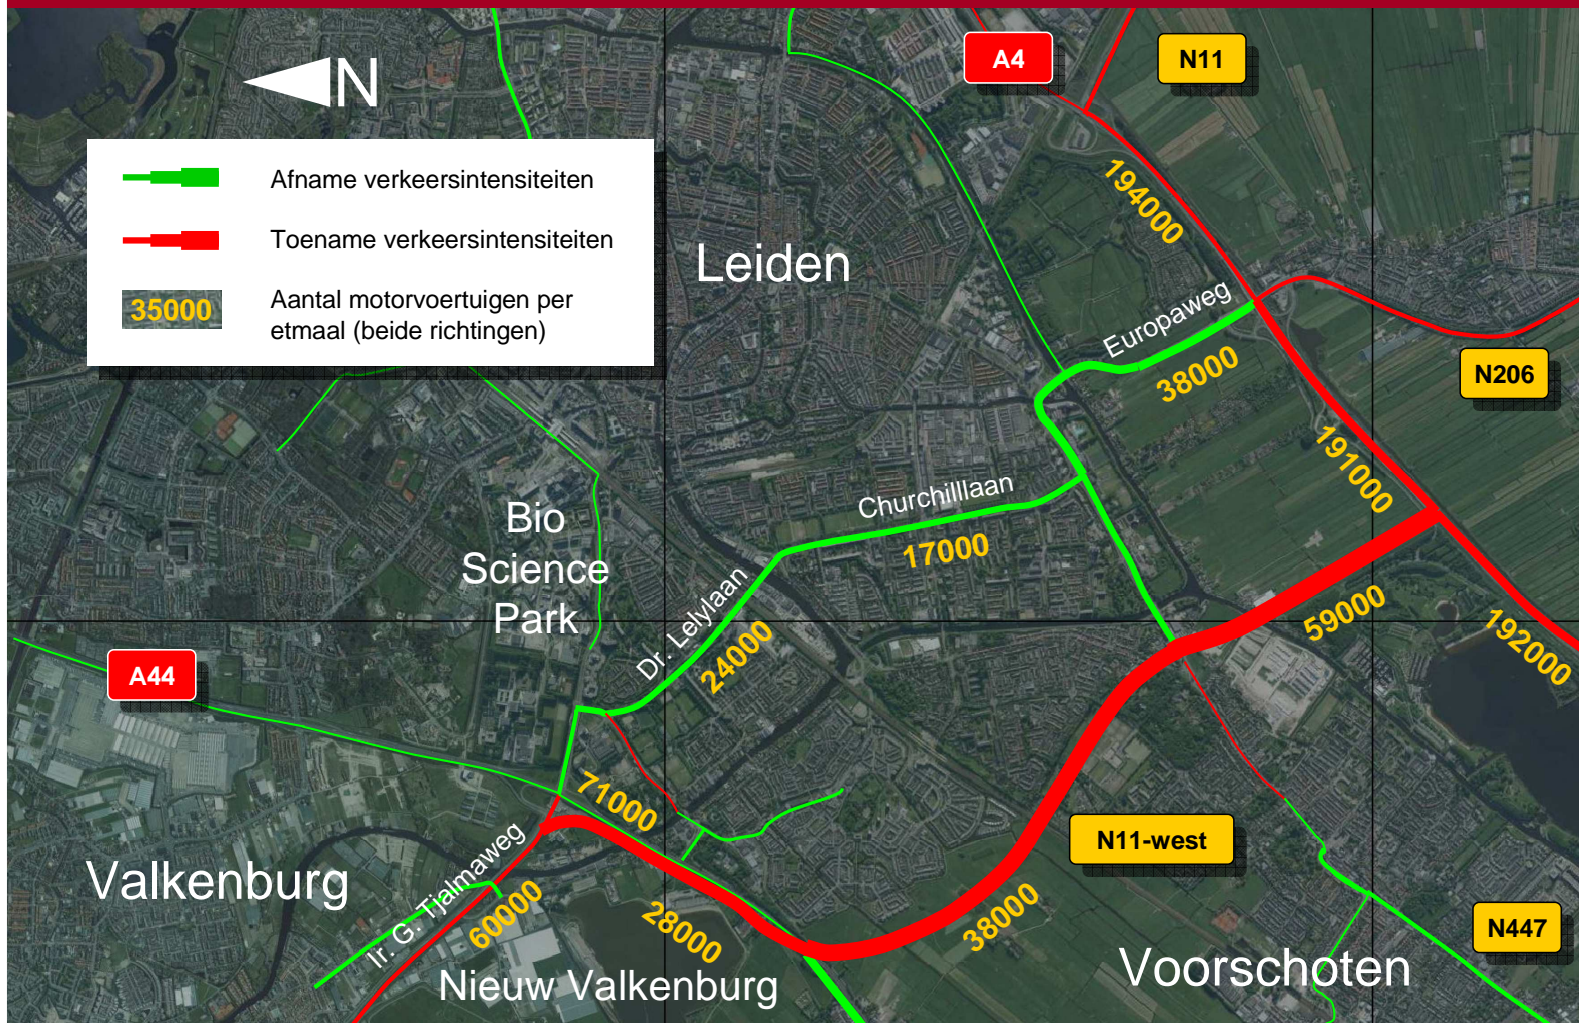 A4
N11
N
Afname verkeersintensiteiten
Toename verkeersintensiteiten
35000
Aantal motorvoertuigen per
etmaal (beide richtingen)
194000
Leiden
Europaweg
38000
N206
191000
Churchilllaan
17000
Bio
Science
Park
Dr. Lelylaan
24000
59000
192000
A44
71000
N11-west
Valkenburg
Ir. G. Tjalmaweg
60000
28000
38000
N447
Voorschoten
Nieuw Valkenburg